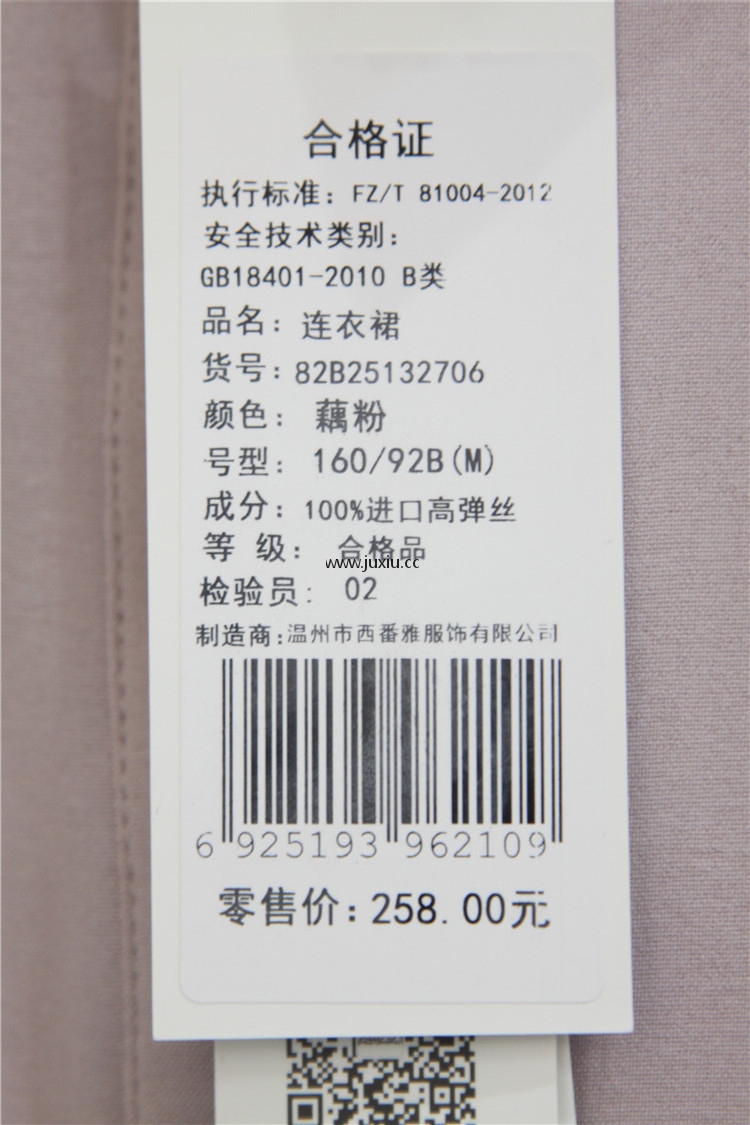 合格证
执行标准：FZ/T 81004-2012
安全技术类别：
GB18401-2010 B类
品名：连衣裙
货号：82B25132706
颜色：藕粉
号型：160/92B(M)
成分：100%进口高弹丝
等 级：合格品
www.juxiu.cc
检验员：02
制造商：温州市西番雅服饰有限公司
6 925193 962109
零售价：258.00元